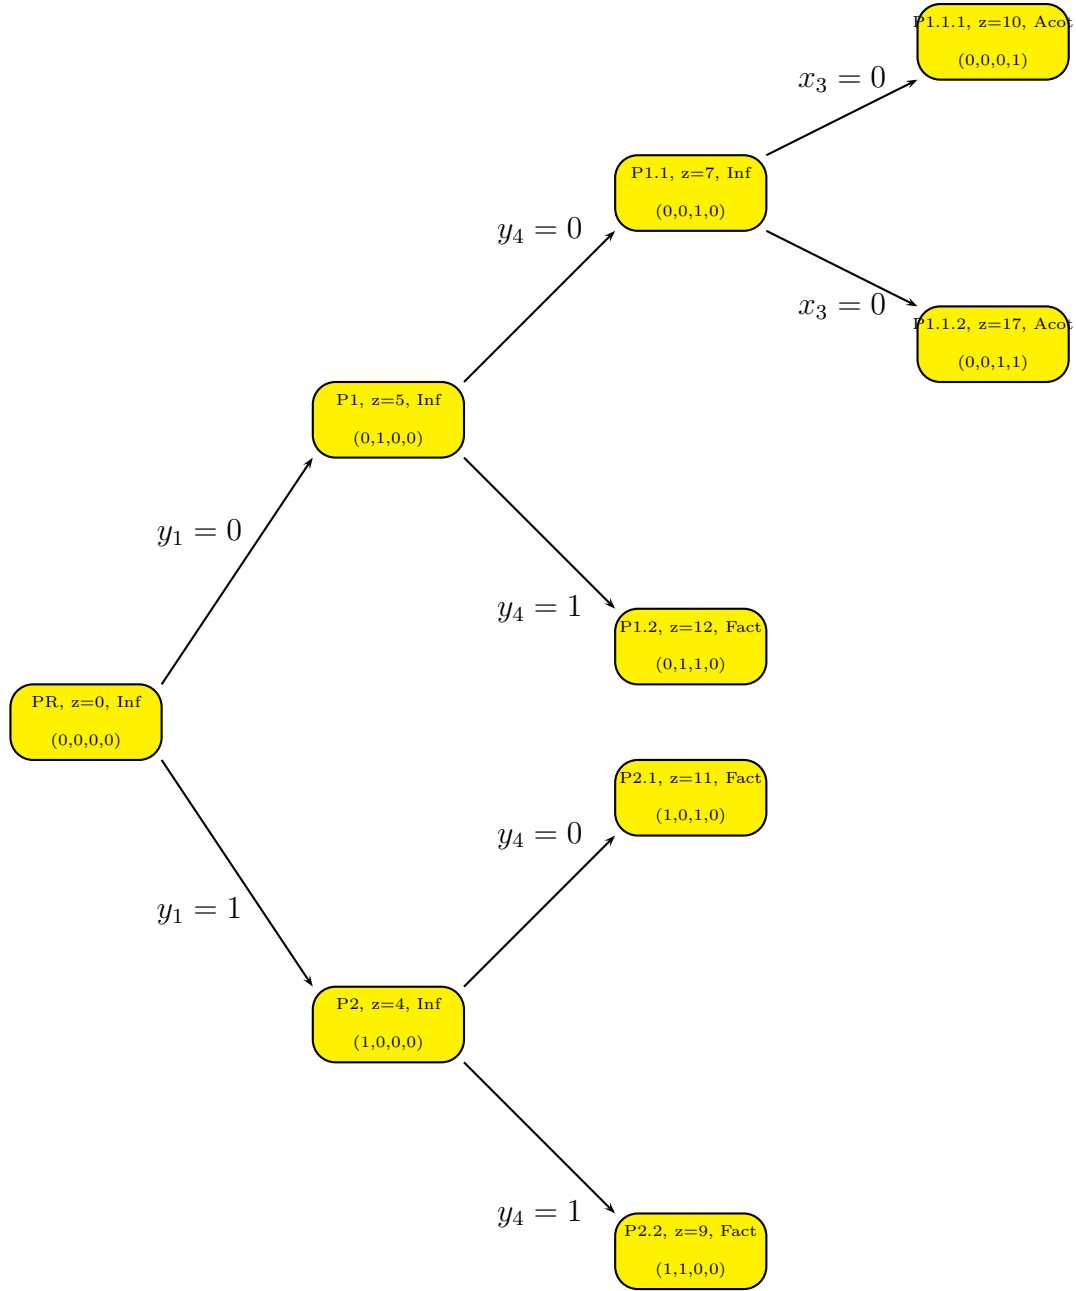 P1.1.1, z=10, Acot
(0,0,0,1)
x₃ = 0
P1.1, z=7, Inf
(0,0,1,0)
y₄ = 0
x₃ = 0
P1.1.2, z=17, Acot
(0,0,1,1)
P1, z=5, Inf
(0,1,0,0)
y₁ = 0
y₄ = 1
P1.2, z=12, Fact
(0,1,1,0)
PR, z=0, Inf
(0,0,0,0)
P2.1, z=11, Fact
(1,0,1,0)
y₄ = 0
y₁ = 1
P2, z=4, Inf
(1,0,0,0)
y₄ = 1
P2.2, z=9, Fact
(1,1,0,0)